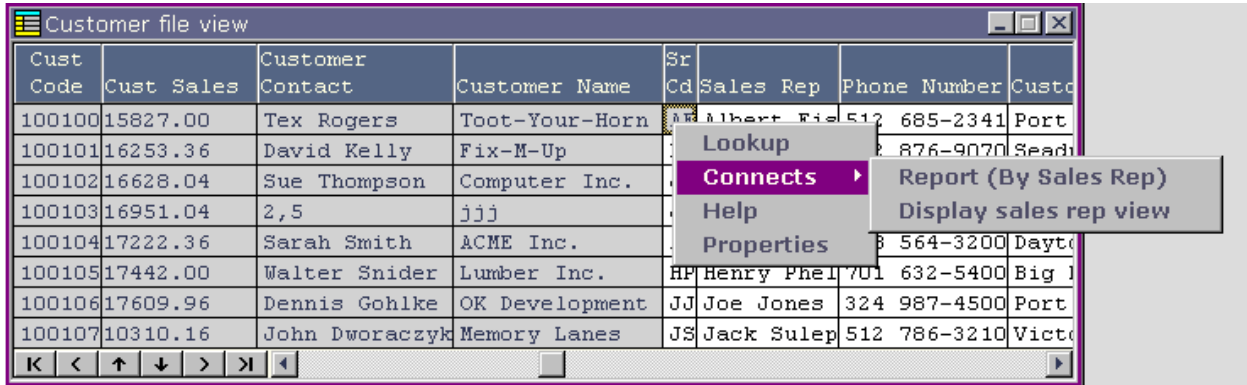 Customer file view
Cust Code Cust Sales Customer Contact Customer Name Sr Cd Sales Rep Phone Number
100100 15827.00 Tex Rogers Toot-Your-Horn Albert 512 685-2341 Port
100101 16253.36 David Kelly Fix-M-Up 876-9070
Lookup
100102 16628.04 Sue Thompson Computer Inc.
Connects Report (By Sales Rep)
100103 16951.04 2,5 jjj
Help Display sales rep view
100104 17222.36 Sarah Smith ACME Inc. 564-3200
Properties
100105 17442.00 Walter Snider Lumber Inc. HP Henry 701 632-5400 Big
100106 17609.96 Dennis Gohlke OK Development JJ Joe Jones 324 987-4500 Port
100107 10310.16 John Dworaczyk Memory Lanes JS Jack Sulep 512 786-3210